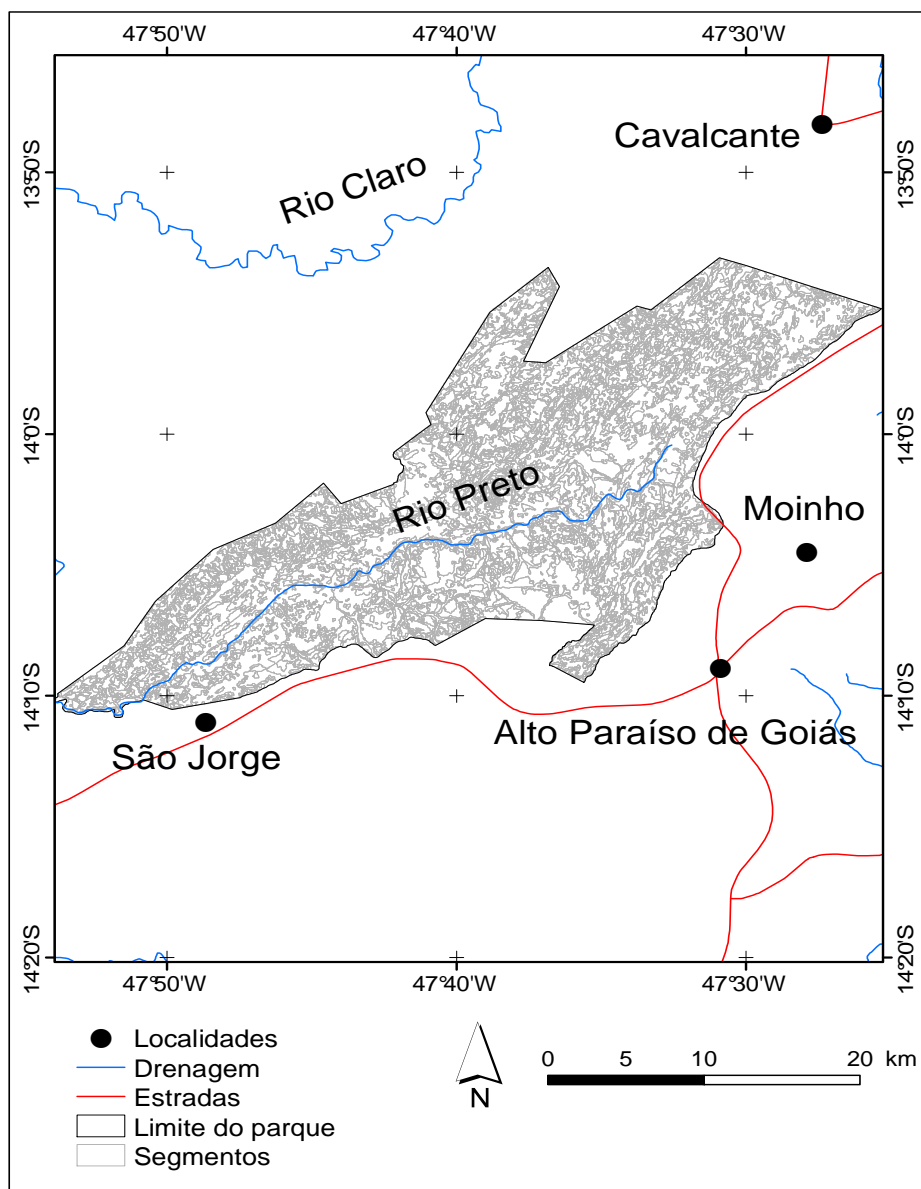 47°50'W 47°40'W 47°30'W
Cavalcante
13°50'S 13°50'S
Rio Claro
14°0'S 14°0'S
Rio Preto
Moinho
14°10'S 14°10'S
Alto Paraíso de Goiás
São Jorge
14°20'S 14°20'S
47°50'W 47°40'W 47°30'W
Localidades
Drenagem
Estradas
Limite do parque
Segmentos
N
0 5 10 20 km